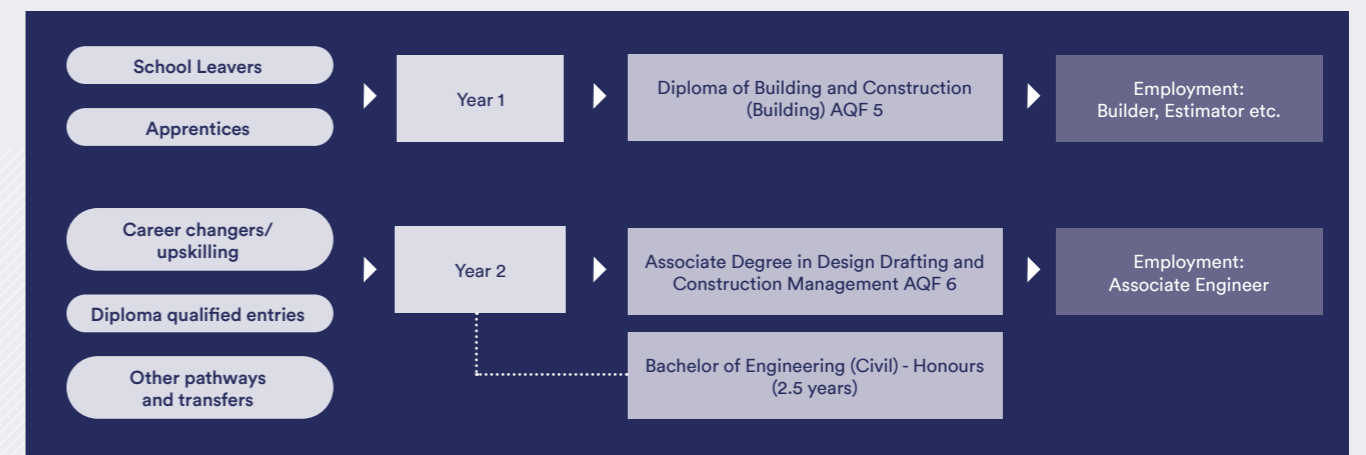 School Leavers
Apprentices
Year 1
Diploma of Building and Construction
(Building) AQF 5
Employment:
Builder, Estimator etc.
Career changers/
upskilling
Diploma qualified entries
Other pathways
and transfers
Year 2
Associate Degree in Design Drafting and
Construction Management AQF 6
Employment:
Associate Engineer
Bachelor of Engineering (Civil) - Honours
(2.5 years)